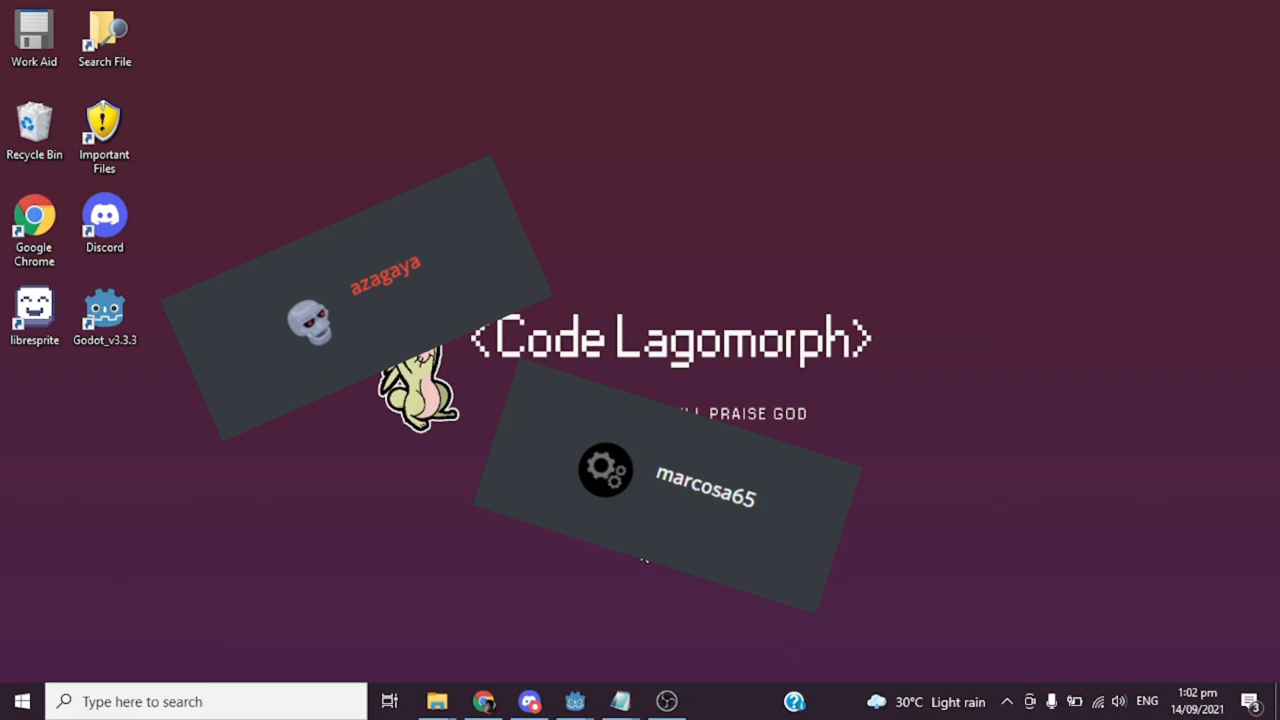 Work Aid
Search File
Recycle Bin
Important
Files
Google
Chrome
Discord
libresprite
Godot_v3.3.3
azagaya
<Code Lagomorph>
PRAISE GOD
marcosa65
Type here to search
30°C Light rain
ENG
1:02 pm
14/09/2021
3